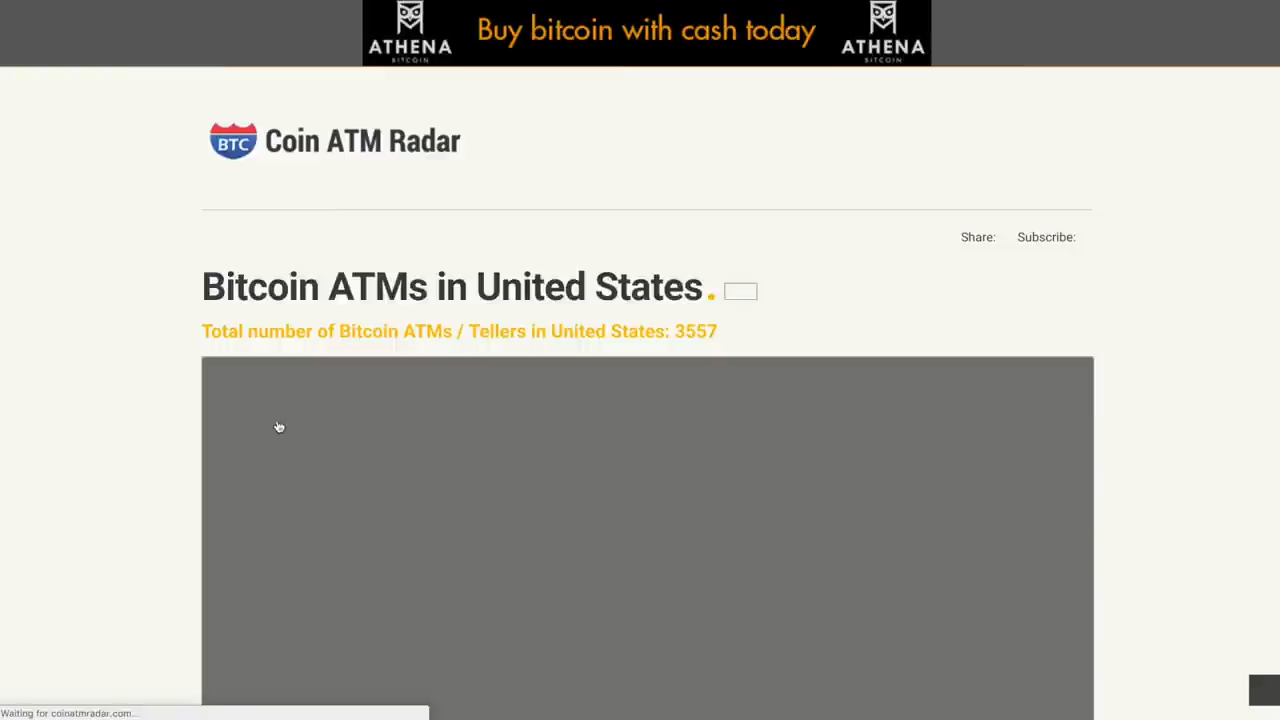 ATHENA
BITCOIN
Buy bitcoin with cash today
ATHENA
BITCOIN
BTC Coin ATM Radar
Share: Subscribe:
Bitcoin ATMs in United States.
Total number of Bitcoin ATMs / Tellers in United States: 3557
Waiting for coinatmradar.com...